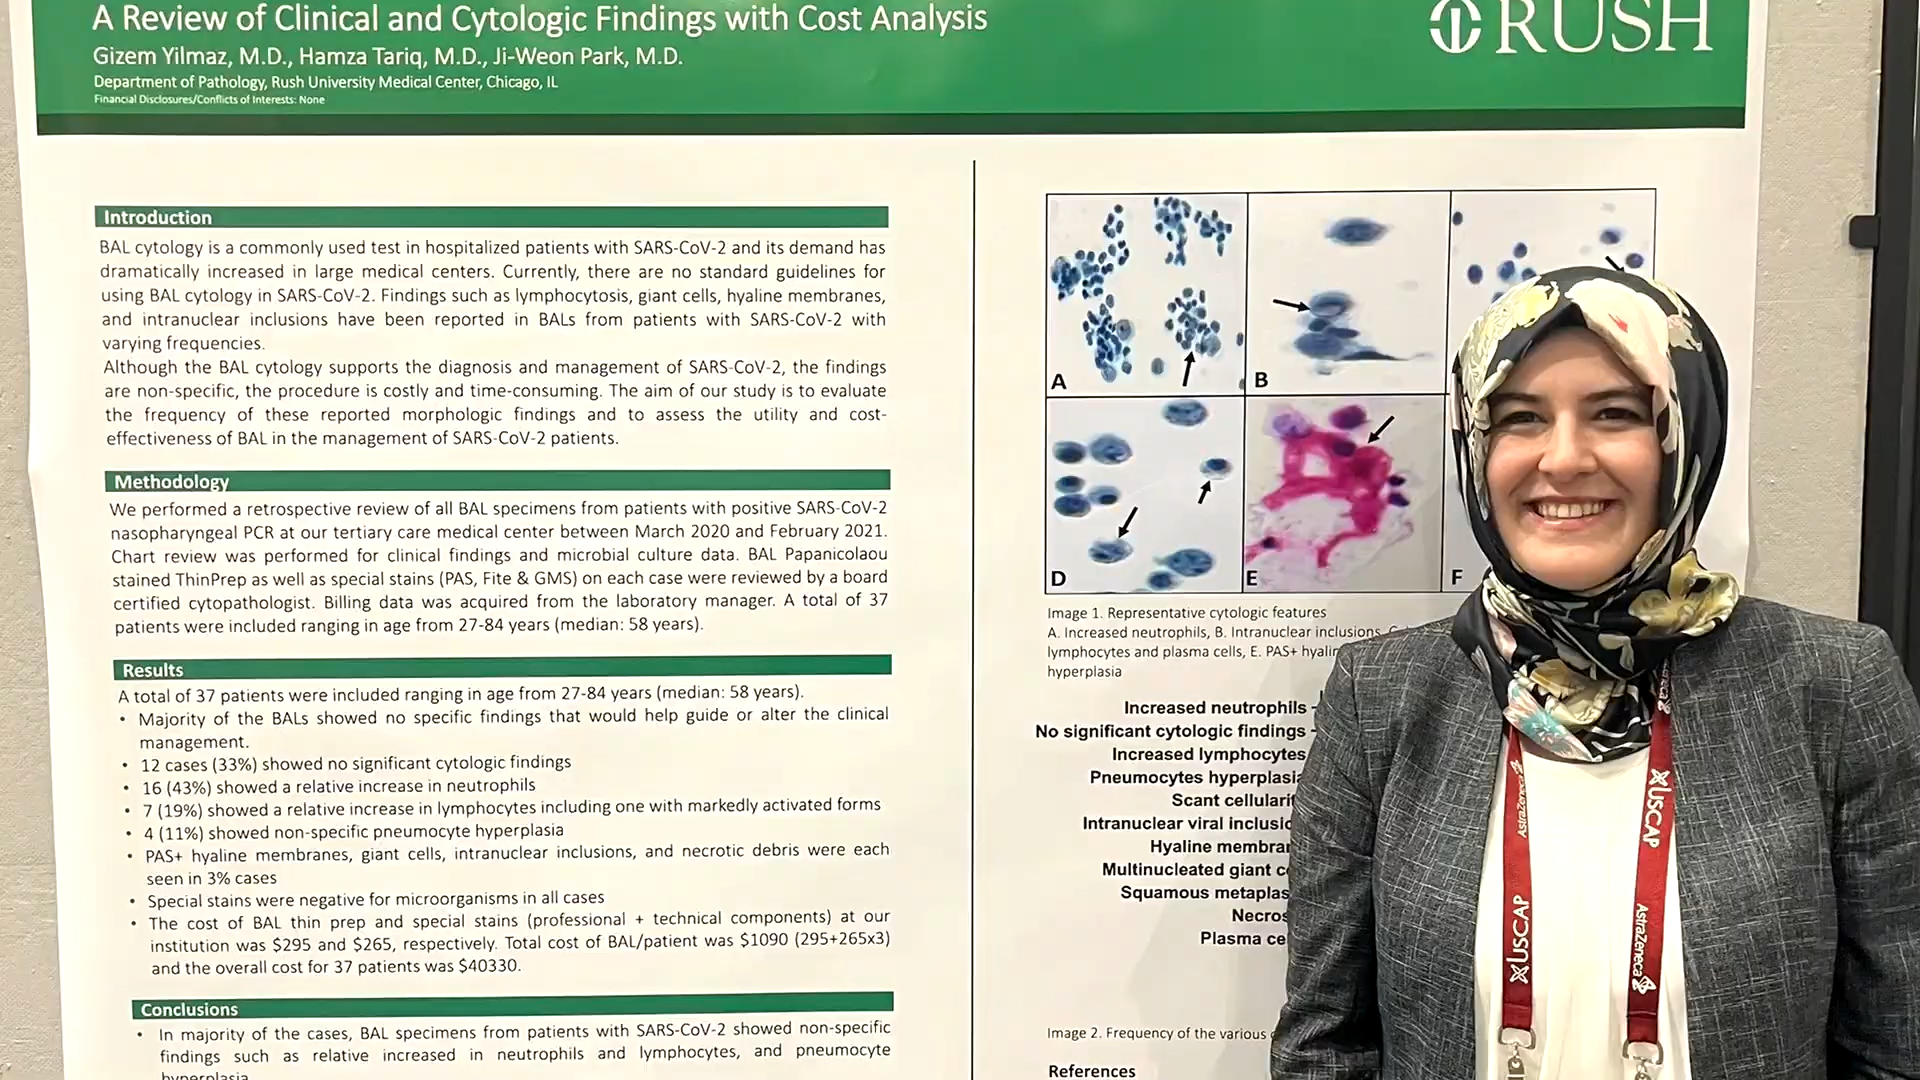 A Review of Clinical and Cytologic Findings with Cost Analysis
Gizem Yilmaz, M.D., Hamza Tariq, M.D., Ji-Weon Park, M.D.
Department of Pathology, Rush University Medical Center, Chicago, IL
Financial Disclosures/Conflicts of Interests: None
RUSH
Introduction
BAL cytology is a commonly used test in hospitalized patients with SARS-CoV-2 and its demand has
dramatically increased in large medical centers. Currently, there are no standard guidelines for
using BAL cytology in SARS-CoV-2. Findings such as lymphocytosis, giant cells, hyaline membranes,
and intranuclear inclusions have been reported in BALs from patients with SARS-CoV-2 with
varying frequencies.
Although the BAL cytology supports the diagnosis and management of SARS-CoV-2, the findings
are non-specific, the procedure is costly and time-consuming. The aim of our study is to evaluate
the frequency of these reported morphologic findings and to assess the utility and cost-
effectiveness of BAL in the management of SARS-CoV-2 patients.
Methodology
We performed a retrospective review of all BAL specimens from patients with positive SARS-CoV-2
nasopharyngeal PCR at our tertiary care medical center between March 2020 and February 2021.
Chart review was performed for clinical findings and microbial culture data. BAL Papanicolaou
stained ThinPrep as well as special stains (PAS, Fite & GMS) on each case were reviewed by a board
certified cytopathologist. Billing data was acquired from the laboratory manager. A total of 37
patients were included ranging in age from 27-84 years (median: 58 years).
Results
A total of 37 patients were included ranging in age from 27-84 years (median: 58 years).
• Majority of the BALs showed no specific findings that would help guide or alter the clinical
management.
• 12 cases (33%) showed no significant cytologic findings
• 16 (43%) showed a relative increase in neutrophils
• 7 (19%) showed a relative increase in lymphocytes including one with markedly activated forms
• 4 (11%) showed non-specific pneumocyte hyperplasia
• PAS+ hyaline membranes, giant cells, intranuclear inclusions, and necrotic debris were each
seen in 3% cases
• Special stains were negative for microorganisms in all cases
• The cost of BAL thin prep and special stains (professional + technical components) at our
institution was $295 and $265, respectively. Total cost of BAL/patient was $1090 (295+265x3)
and the overall cost for 37 patients was $40330.
Conclusions
• In majority of the cases, BAL specimens from patients with SARS-CoV-2 showed non-specific
findings such as relative increased in neutrophils and lymphocytes, and pneumocyte
hyperplasia
A
B
D
E
F
Image 1. Representative cytologic features
A. Increased neutrophils, B. Intranuclear inclusions,
lymphocytes and plasma cells, E. PAS+ hyalin
hyperplasia
Increased neutrophils
No significant cytologic findings
Increased lymphocytes
Pneumocytes hyperplasia
Scant cellularit
Intranuclear viral inclusio
Hyaline membran
Multinucleated giant c
Squamous metaplas
Necros
Plasma ce
Image 2. Frequency of the various
References
AstraZeneca
USCAP
USCAP
AstraZeneca